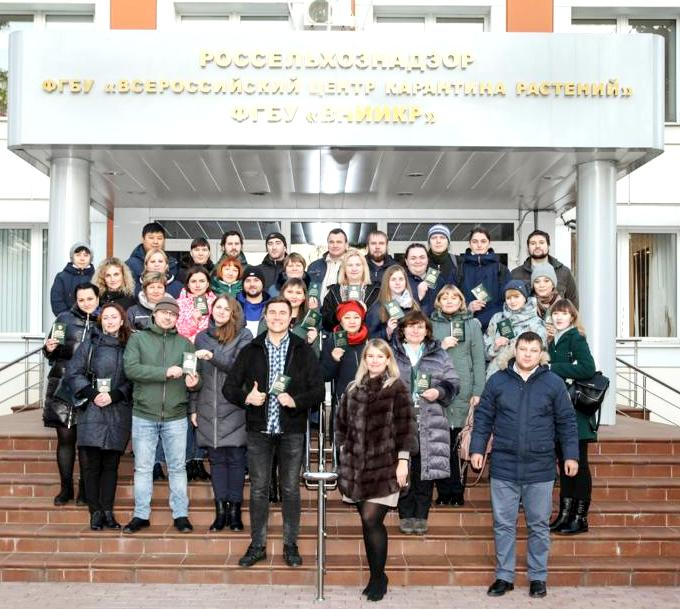 РОССЕЛЬХОЗНАДЗОР
ФГБУ «ВСЕРОССИЙСКИЙ ЦЕНТР КАРАНТИНА РАСТЕНИЙ»
ФГБУ «ВНИИКР»